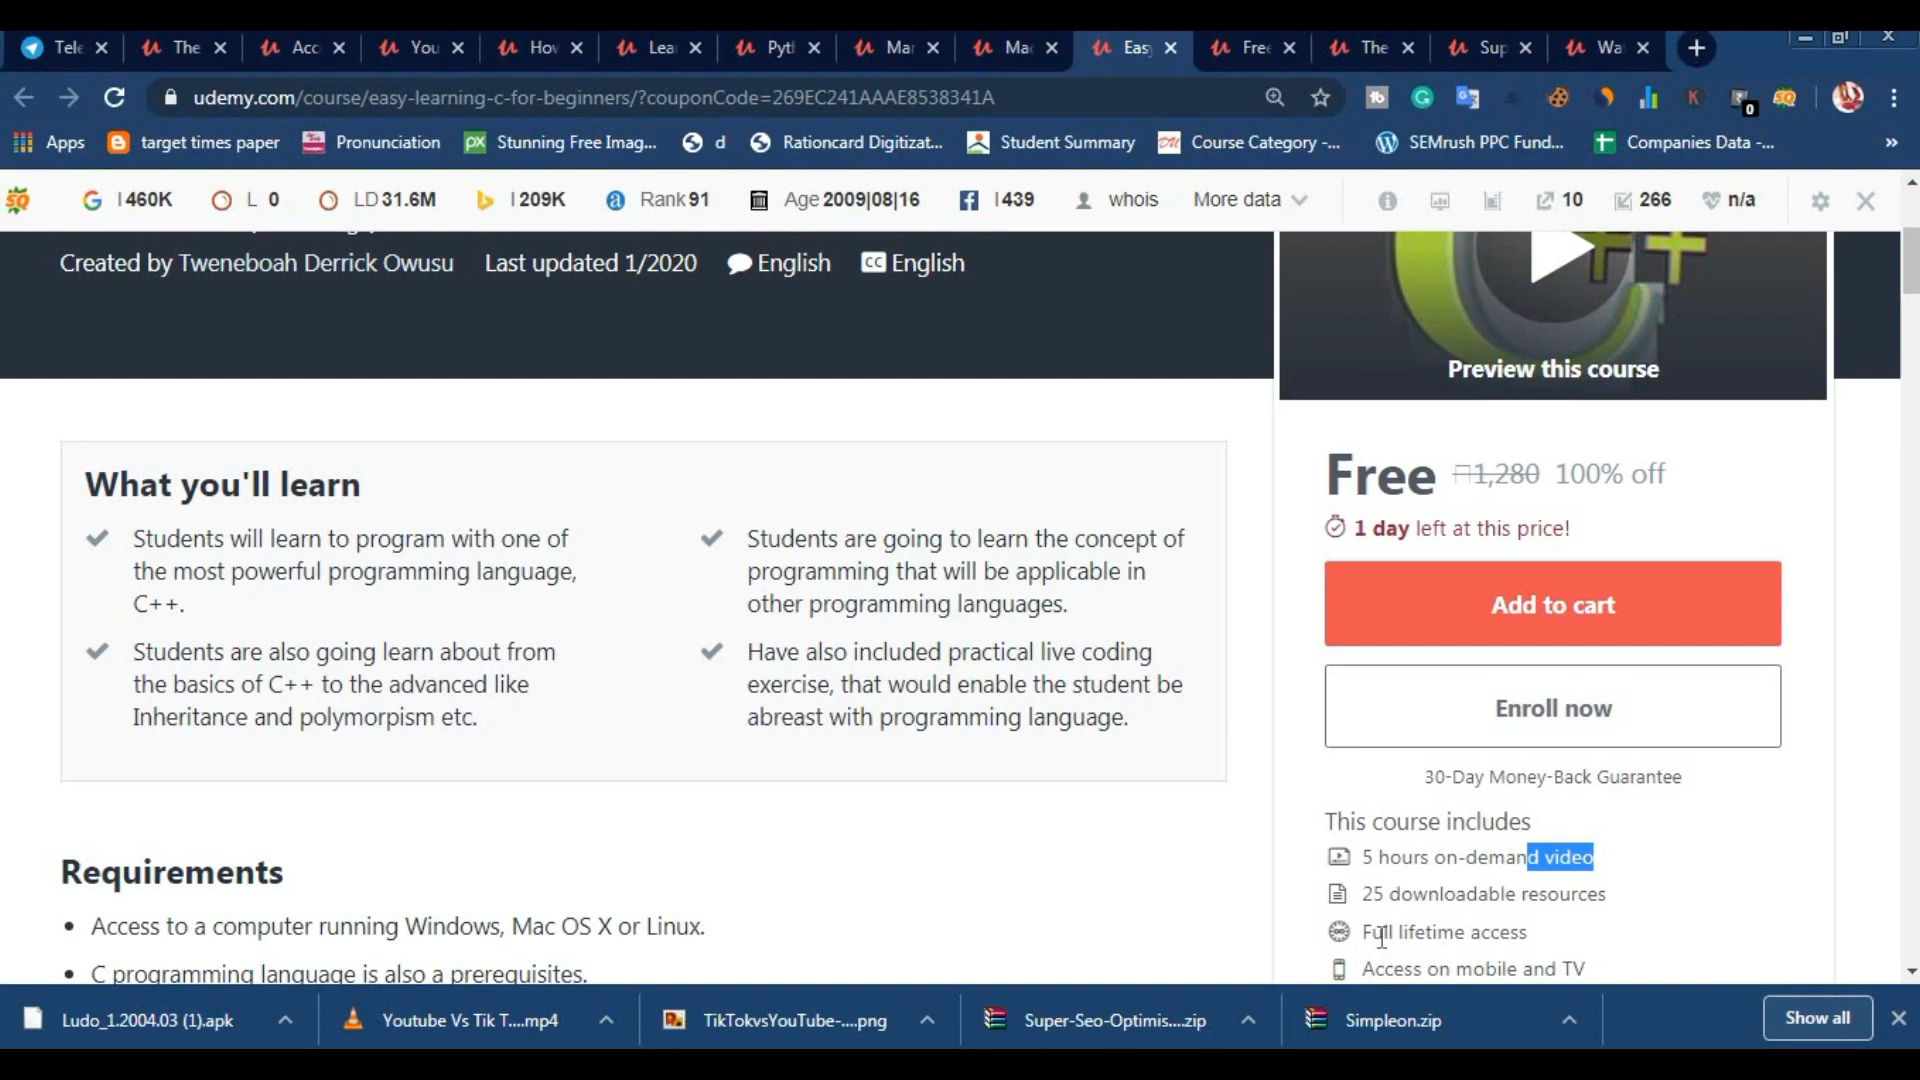 Tele The Acc You How Lear Pyth Mar Mac Easy Free The Sup Wa
udemy.com/course/easy-learning-c-for-beginners/?couponCode=269EC241AAAE8538341A
0
Apps target times paper Pronunciation Stunning Free Imag... d Rationcard Digitizat... Student Summary Course Category -... SEMrush PPC Fund... Companies Data -... »
SQ I 460K L 0 LD 31.6M I 209K Rank 91 Age 2009|08|16 I 439 whois More data 10 266 n/a
Created by Tweneboah Derrick Owusu Last updated 1/2020 English CC English
Preview this course
What you'll learn
Students will learn to program with one of
the most powerful programming language,
C++.
Students are going to learn the concept of
programming that will be applicable in
other programming languages.
Students are also going learn about from
the basics of C++ to the advanced like
Inheritance and polymorpism etc.
Have also included practical live coding
exercise, that would enable the student be
abreast with programming language.
Requirements
Access to a computer running Windows, Mac OS X or Linux.
C programming language is also a prerequisites.
Free 1,280 100% off
1 day left at this price!
Add to cart
Enroll now
30-Day Money-Back Guarantee
This course includes
5 hours on-demand video
25 downloadable resources
Full lifetime access
Access on mobile and TV
Ludo_1.2004.03 (1).apk Youtube Vs Tik T....mp4 TikTokvsYouTube-....png Super-Seo-Optimis....zip Simpleon.zip Show all